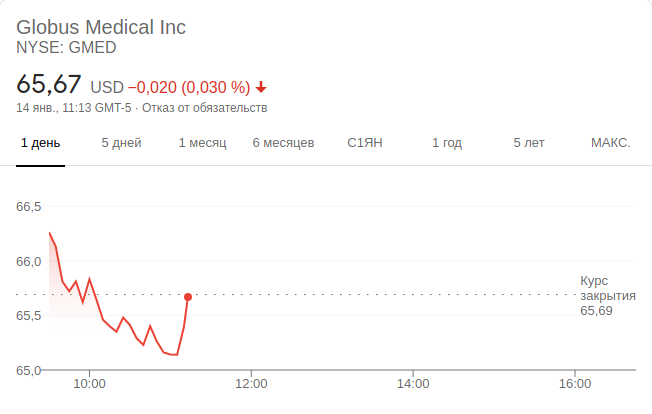 Globus Medical Inc
NYSE: GMED
65,67 USD −0,020 (0,030 %)
14 янв., 11:13 GMT-5 · Отказ от обязательств
1 день 5 дней 1 месяц 6 месяцев С1ЯН 1 год 5 лет МАКС.
66,5
66,0
Курс
закрытия
65,69
65,5
65,0
10:00 12:00 14:00 16:00